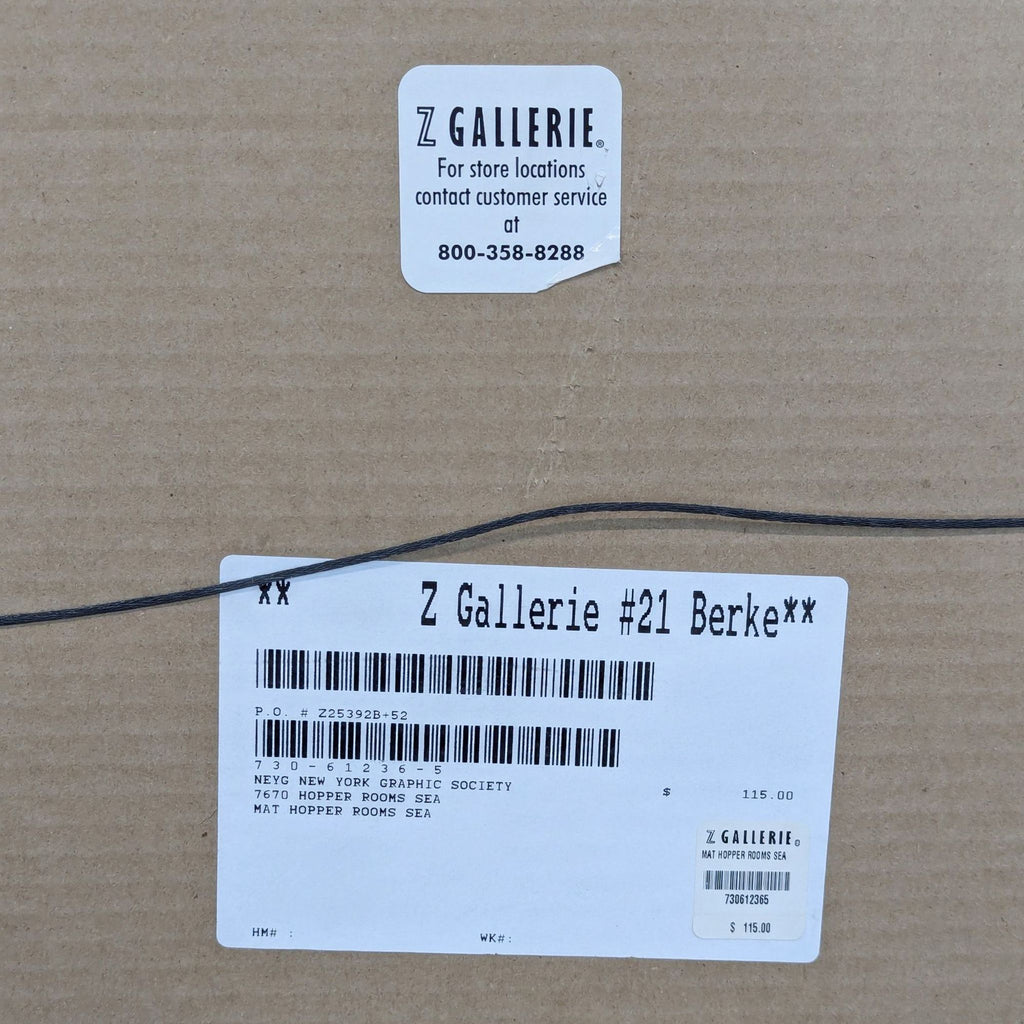 Z GALLERIE®
For store locations
contact customer service
at
800-358-8288
** Z Gallerie #21 Berke**
P.O. # Z25392B+52
730-61236-5
NEYG NEW YORK GRAPHIC SOCIETY
7670 HOPPER ROOMS SEA $ 115.00
MAT HOPPER ROOMS SEA
Z GALLERIE®
MAT HOPPER ROOMS SEA
730612365
$ 115.00
HM# : WK#: